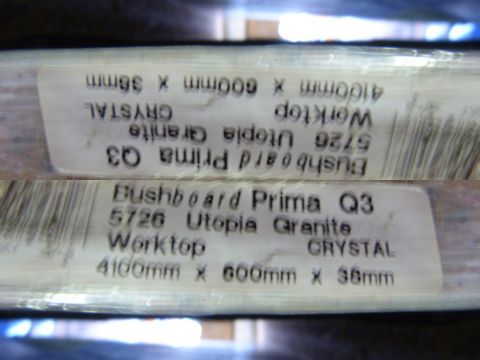 4100mm x 600mm x 38mm
Worktop CRYSTAL
5726 Utopia Granite
Bushboard Prima Q3
Bushboard Prima Q3
5726 Utopia Granite
Worktop CRYSTAL
4100mm x 600mm x 38mm